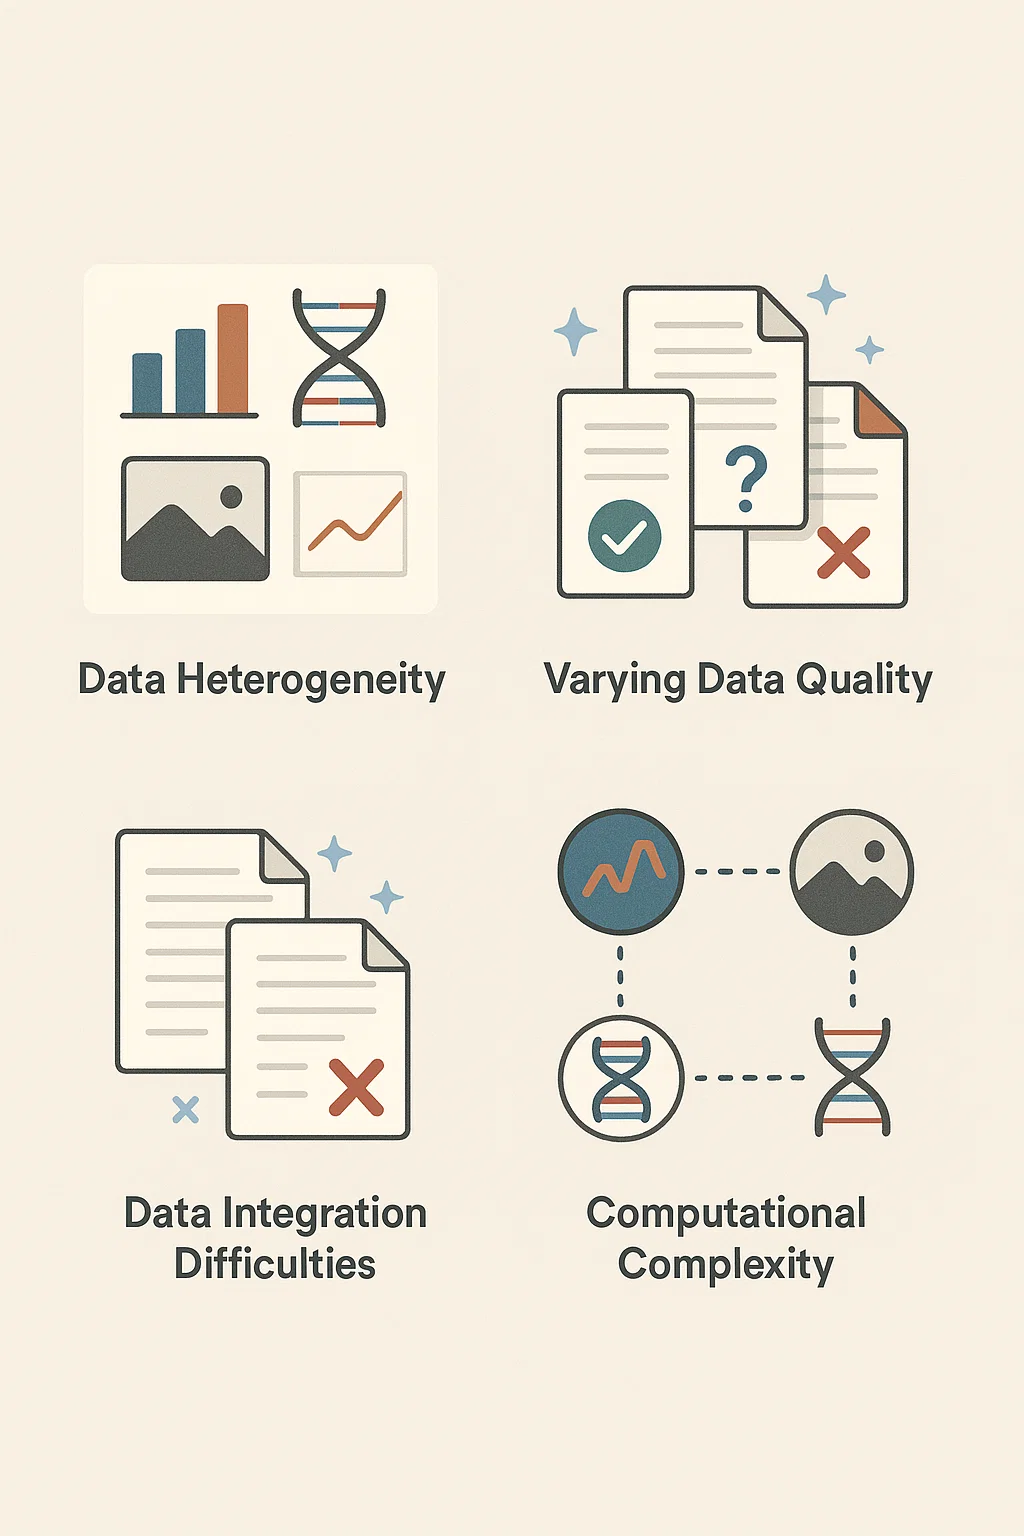 Data Heterogeneity
Varying Data Quality
Data Integration
Difficulties
Computational
Complexity